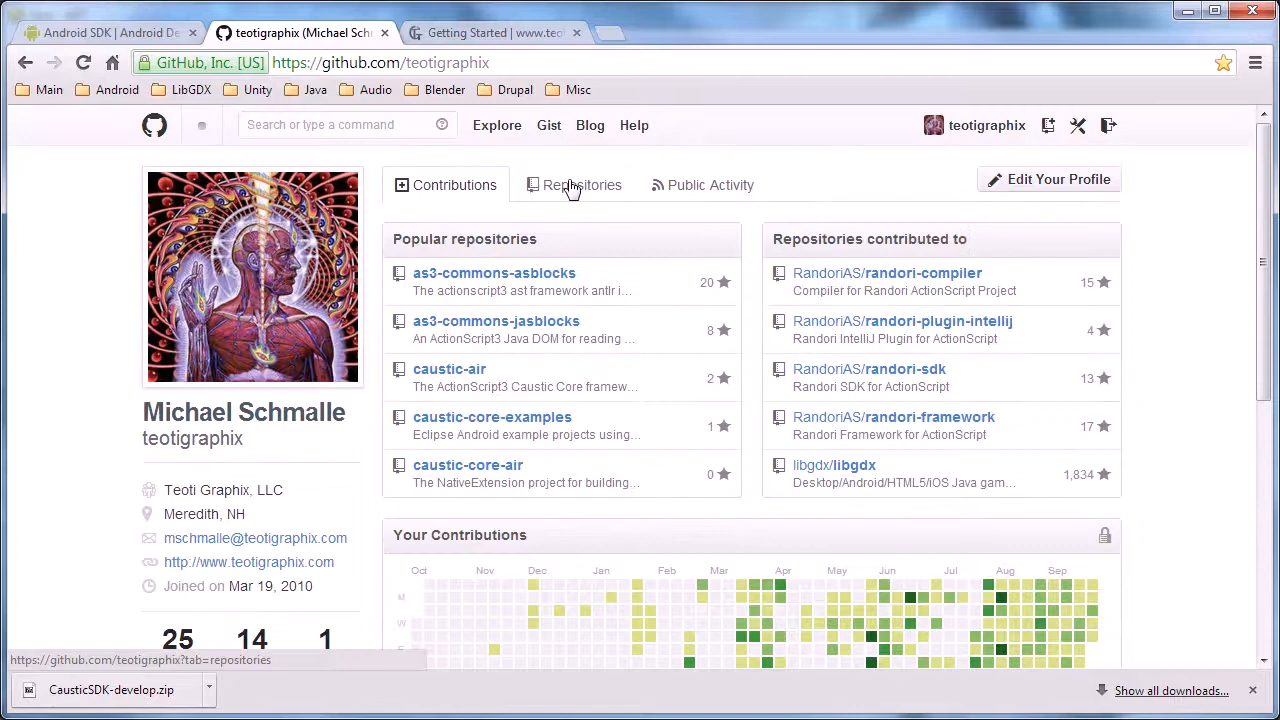 Android SDK | Android De
teotigraphix (Michael Sch
Getting Started | www.teo
GitHub, Inc. [US]
https://github.com/teotigraphix
Main
Android
LibGDX
Unity
Java
Audio
Blender
Drupal
Misc
Search or type a command
Explore
Gist
Blog
Help
teotigraphix
Contributions
Repositories
Public Activity
Edit Your Profile
Popular repositories
as3-commons-asblocks
The actionscript3 ast framework antlr i...
20
as3-commons-jasblocks
An ActionScript3 Java DOM for reading ...
8
caustic-air
The ActionScript3 Caustic Core framew...
2
caustic-core-examples
Eclipse Android example projects using...
1
caustic-core-air
The NativeExtension project for building...
0
Repositories contributed to
RandoriAS/randori-compiler
Compiler for Randori ActionScript Project
15
RandoriAS/randori-plugin-intellij
Randori IntelliJ Plugin for ActionScript
4
RandoriAS/randori-sdk
Randori SDK for ActionScript
13
RandoriAS/randori-framework
Randori Framework for ActionScript
17
libgdx/libgdx
Desktop/Android/HTML5/iOS Java gam...
1,834
Michael Schmalle
teotigraphix
Teoti Graphix, LLC
Meredith, NH
mschmalle@teotigraphix.com
http://www.teotigraphix.com
Joined on Mar 19, 2010
25 14 1
Your Contributions
Oct Nov Dec Jan Feb Mar Apr May Jun Jul Aug Sep
M
W
https://github.com/teotigraphix?tab=repositories
CausticSDK-develop.zip
Show all downloads...